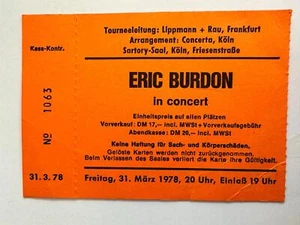 Kass-Kontr.
№ 1063
31.3.78
Tourneeleitung: Lippmann + Rau, Frankfurt
Arrangement: Concerta, Köln
Sartory-Saal, Köln, Friesenstraße
ERIC BURDON
in concert
Einheitspreis auf allen Plätzen
Vorverkauf: DM 17,— incl. MWSt + Vorverkaufsgebühr
Abendkasse: DM 20,— incl. MWSt
Keine Haftung für Sach- und Körperschäden,
Gelöste Karten werden nicht zurückgenommen.
Beim Verlassen des Saales verliert die Karte ihre Gültigkeit.
Freitag, 31. März 1978, 20 Uhr, Einlaß 19 Uhr